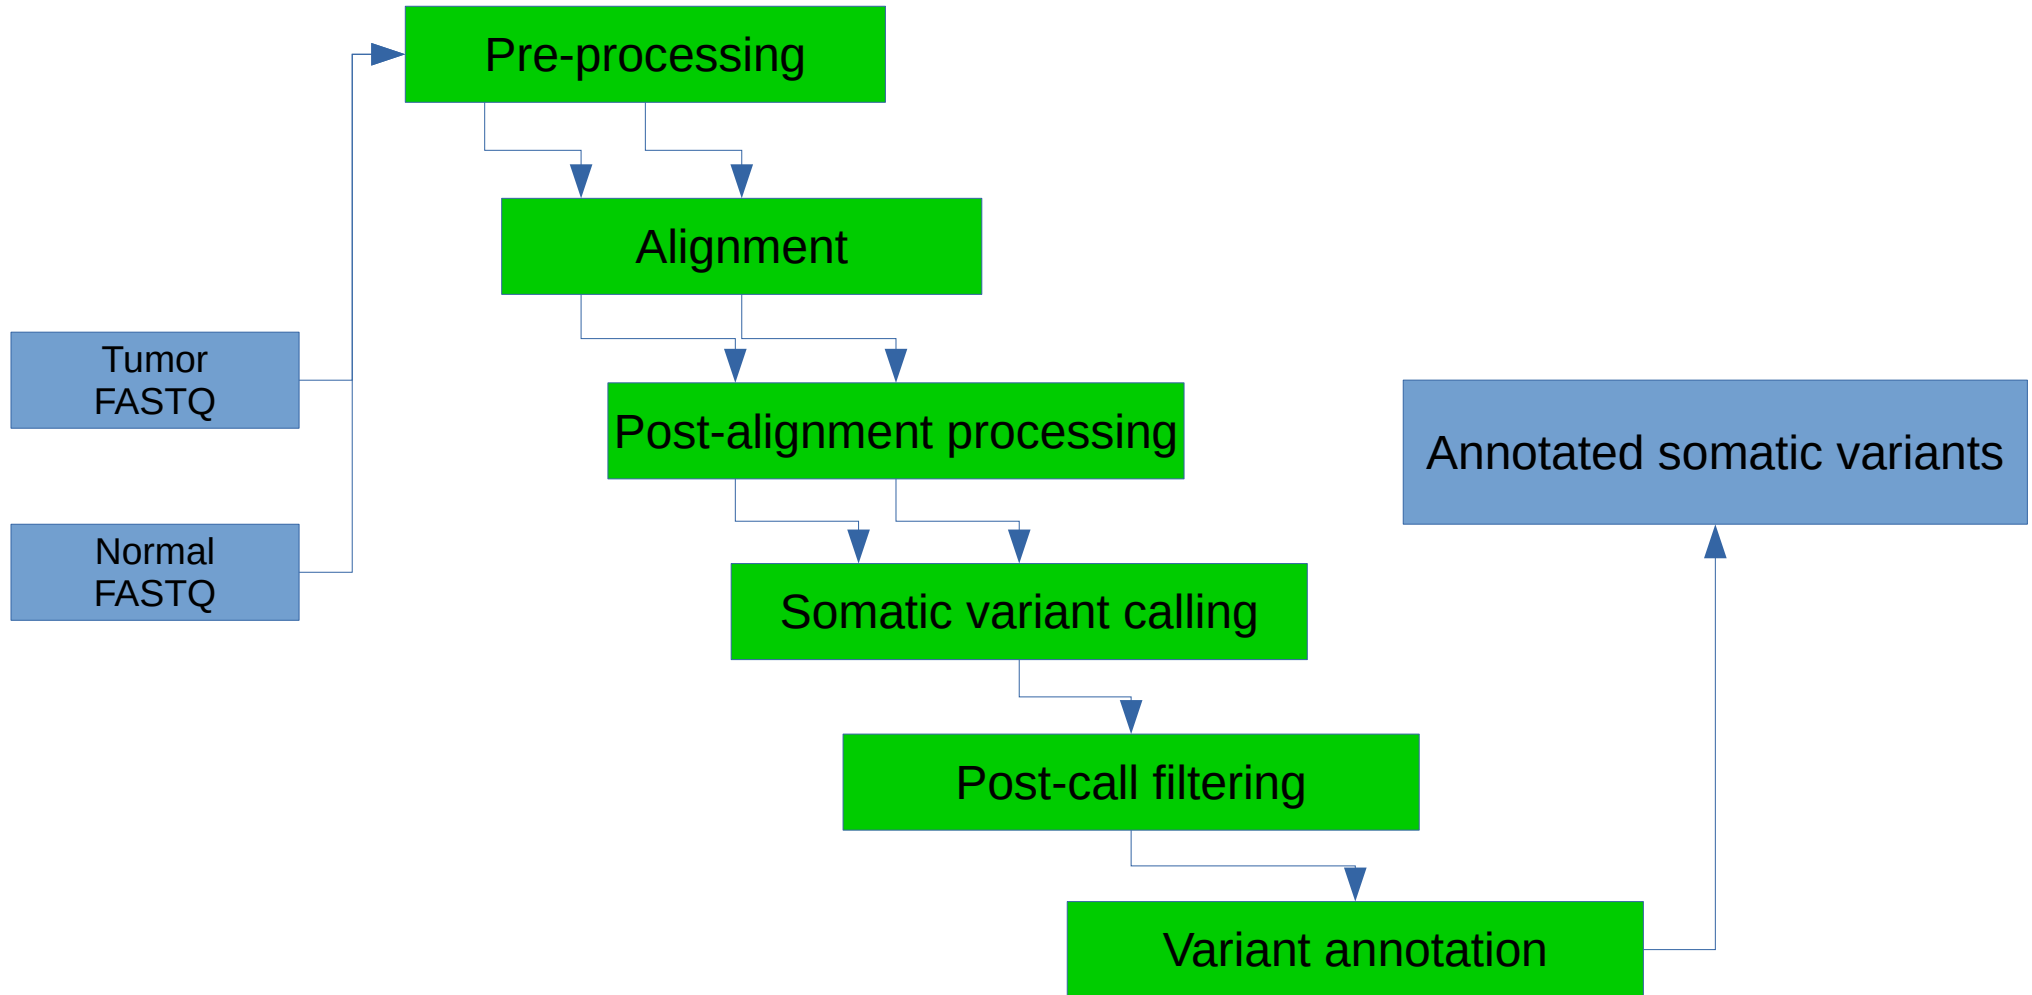 Pre-processing
Alignment
Tumor
FASTQ
Post-alignment processing
Annotated somatic variants
Normal
FASTQ
Somatic variant calling
Post-call filtering
Variant annotation